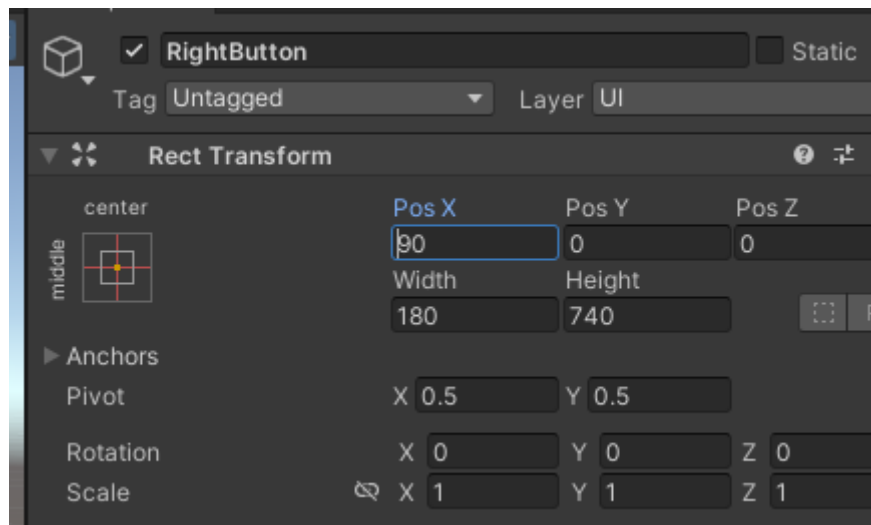 RightButton Static
Tag Untagged Layer UI
Rect Transform
center Pos X Pos Y Pos Z
middle 90 0 0
Width Height
180 740
Anchors
Pivot X 0.5 Y 0.5
Rotation X 0 Y 0 Z 0
Scale X 1 Y 1 Z 1